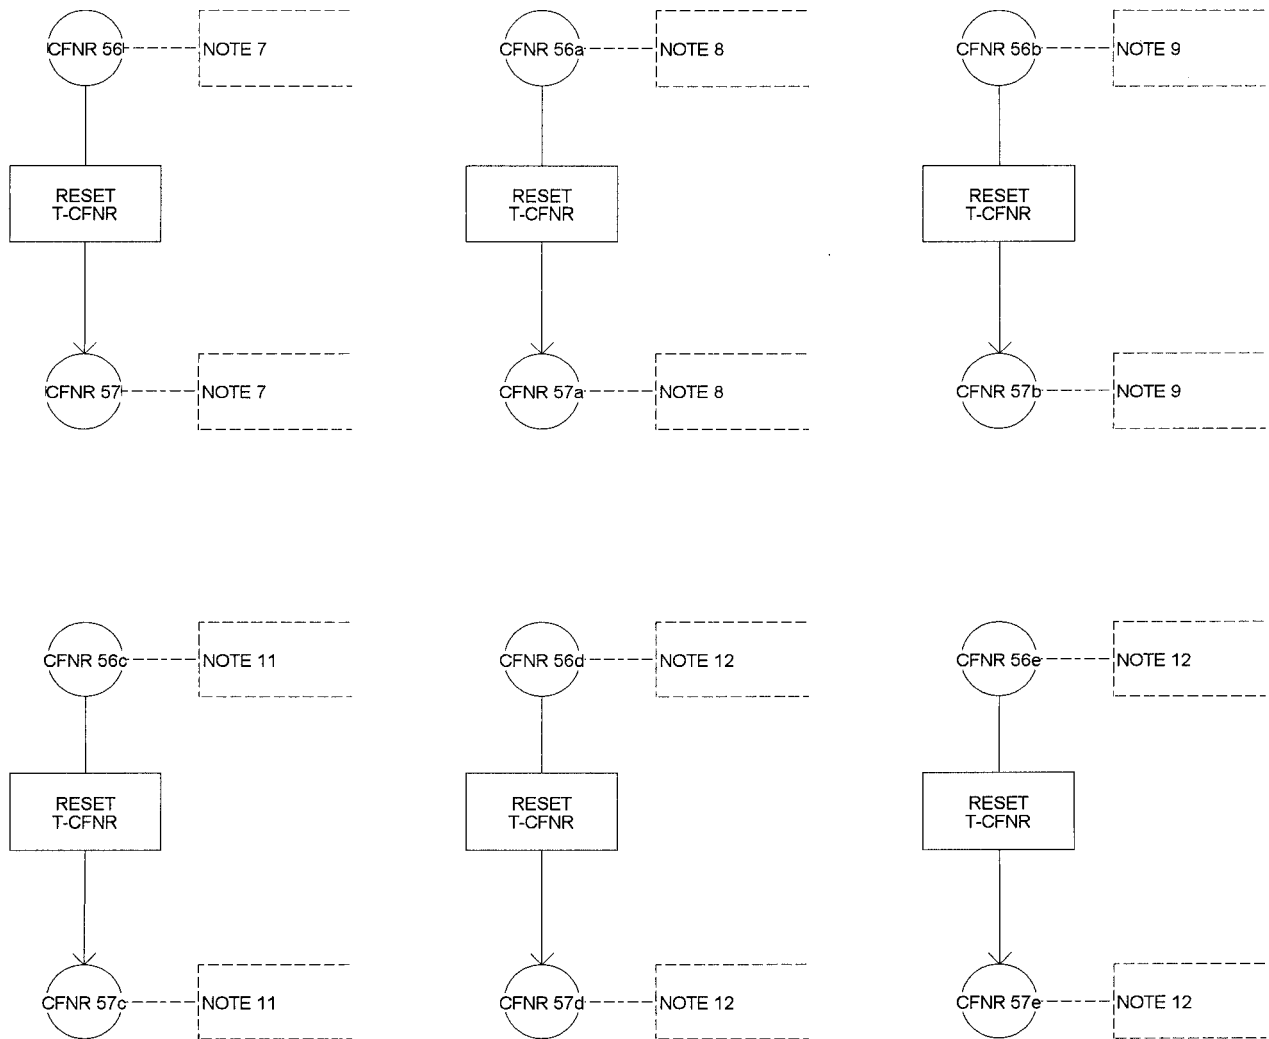 CFNR 56
NOTE 7
CFNR 56a
NOTE 8
CFNR 56b
NOTE 9
RESET
T-CFNR
RESET
T-CFNR
RESET
T-CFNR
CFNR 57
NOTE 7
CFNR 57a
NOTE 8
CFNR 57b
NOTE 9
CFNR 56c
NOTE 11
CFNR 56d
NOTE 12
CFNR 56e
NOTE 12
RESET
T-CFNR
RESET
T-CFNR
RESET
T-CFNR
CFNR 57c
NOTE 11
CFNR 57d
NOTE 12
CFNR 57e
NOTE 12